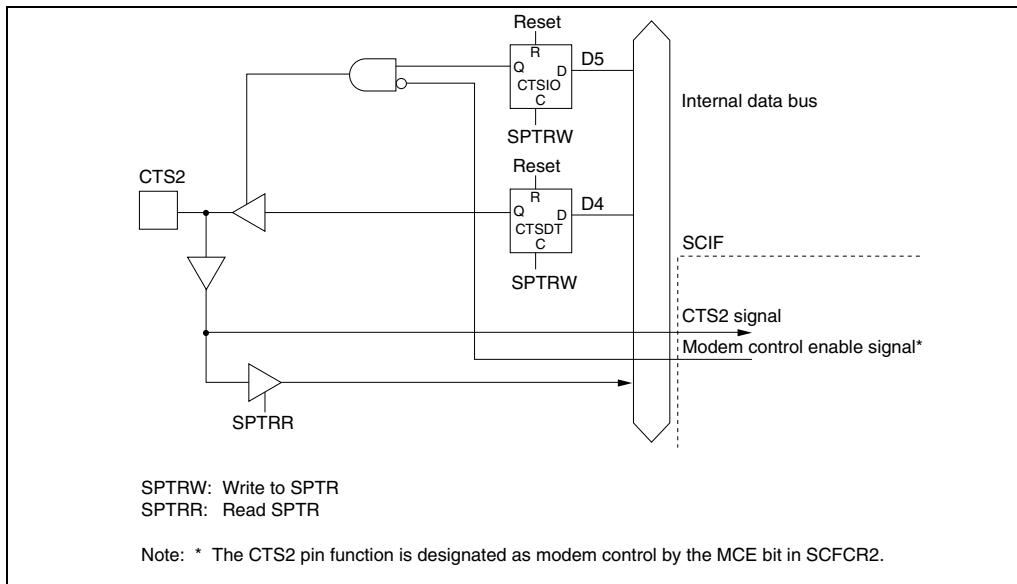 Reset
R
Q D
CTSIO
C
D5
SPTRW
Internal data bus
Reset
R
Q D
CTSDT
C
D4
SPTRW
CTS2
SCIF
CTS2 signal
Modem control enable signal*
SPTRR
SPTRW: Write to SPTR
SPTRR: Read SPTR
Note: * The CTS2 pin function is designated as modem control by the MCE bit in SCFCR2.